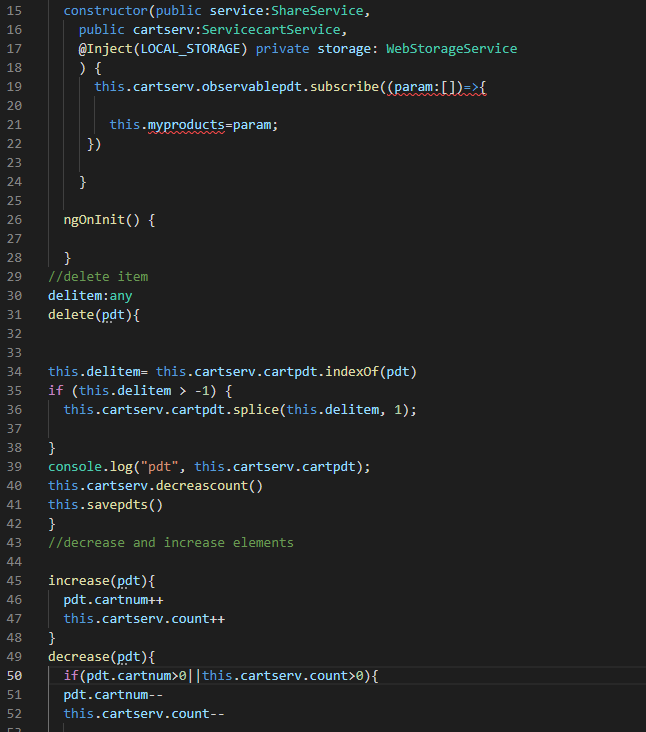 15 constructor(public service:ShareService,
16 public cartserv:ServicecartService,
17 @Inject(LOCAL_STORAGE) private storage: WebStorageService
18 ) {
19 this.cartserv.observablepdt.subscribe((param:[])=>{
20
21 this.myproducts=param;
22 })
23
24 }
25
26 ngOnInit() {
27
28 }
29 //delete item
30 delitem:any
31 delete(pdt){
32
33
34 this.delitem= this.cartserv.cartpdt.indexOf(pdt)
35 if (this.delitem > -1) {
36 this.cartserv.cartpdt.splice(this.delitem, 1);
37
38 }
39 console.log("pdt", this.cartserv.cartpdt);
40 this.cartserv.decreascount()
41 this.savepdts()
42 }
43 //decrease and increase elements
44
45 increase(pdt){
46 pdt.cartnum++
47 this.cartserv.count++
48 }
49 decrease(pdt){
50 if(pdt.cartnum>0||this.cartserv.count>0){
51 pdt.cartnum--
52 this.cartserv.count--